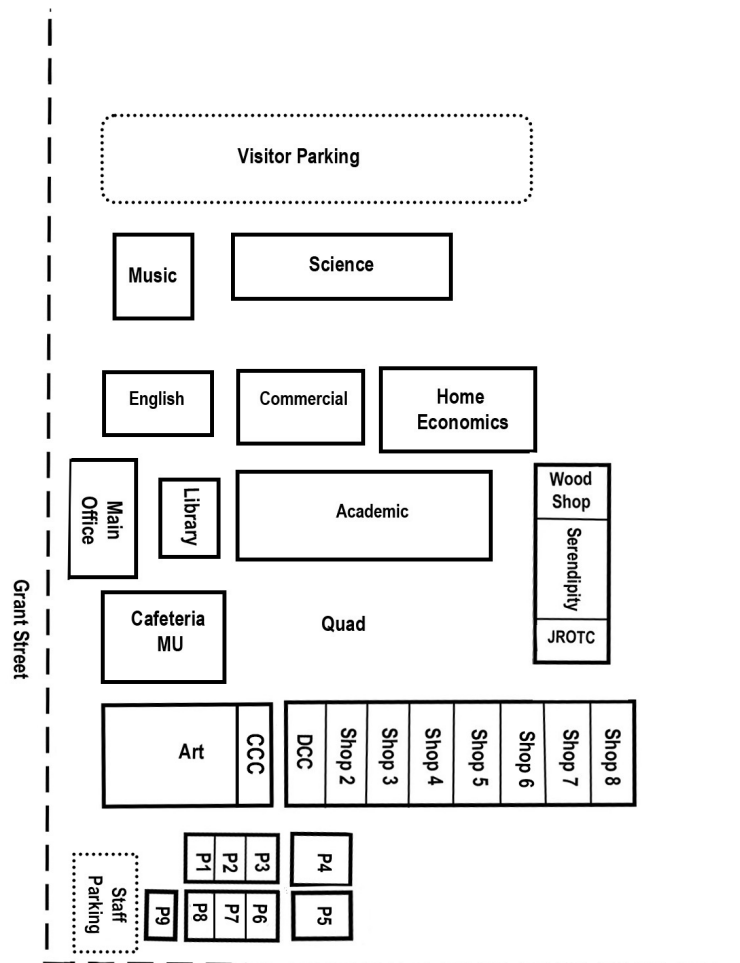 Visitor Parking
Music
Science
English
Commercial
Home
Economics
Main
Office
Library
Academic
Wood
Shop
Serendipity
JROTC
Grant Street
Cafeteria
MU
Quad
Art
CCC
DCC
Shop 2
Shop 3
Shop 4
Shop 5
Shop 6
Shop 7
Shop 8
P1
P2
P3
P4
Staff
Parking
P9
P8
P7
P6
P5